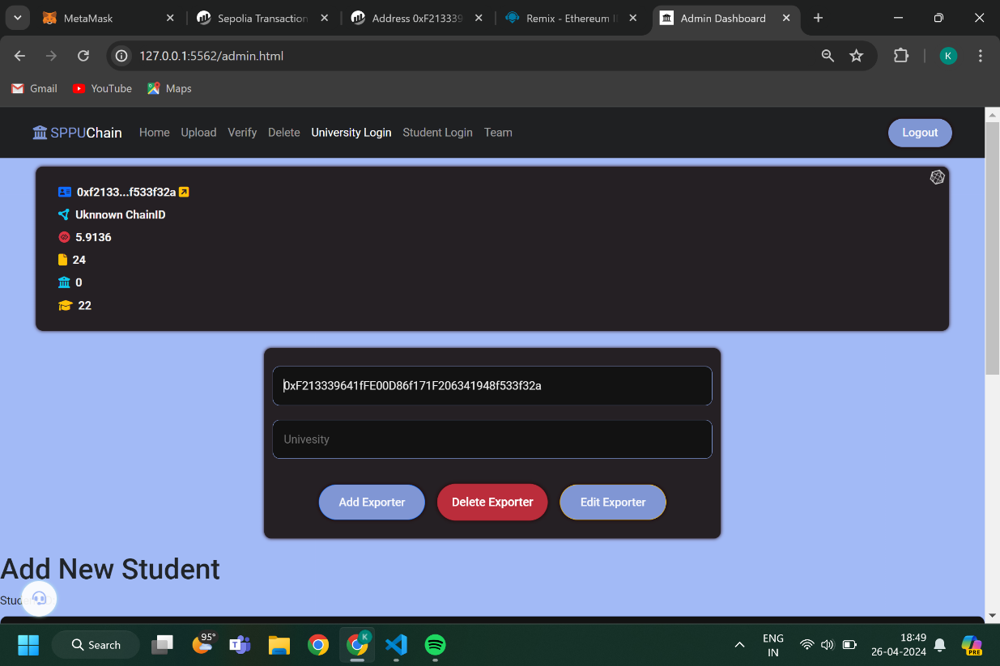 MetaMask
Sepolia Transaction
Address 0xF213339
Remix - Ethereum I
Admin Dashboard
127.0.0.1:5562/admin.html
K
Gmail
YouTube
Maps
SPPUChain
Home
Upload
Verify
Delete
University Login
Student Login
Team
Logout
0xf2133...f533f32a
Uknnown ChainID
5.9136
24
0
22
0xF213339641fFE00D86f171F206341948f533f32a
Univesity
Add Exporter
Delete Exporter
Edit Exporter
Add New Student
95°
K
Search
ENG
IN
18:49
26-04-2024
PRE